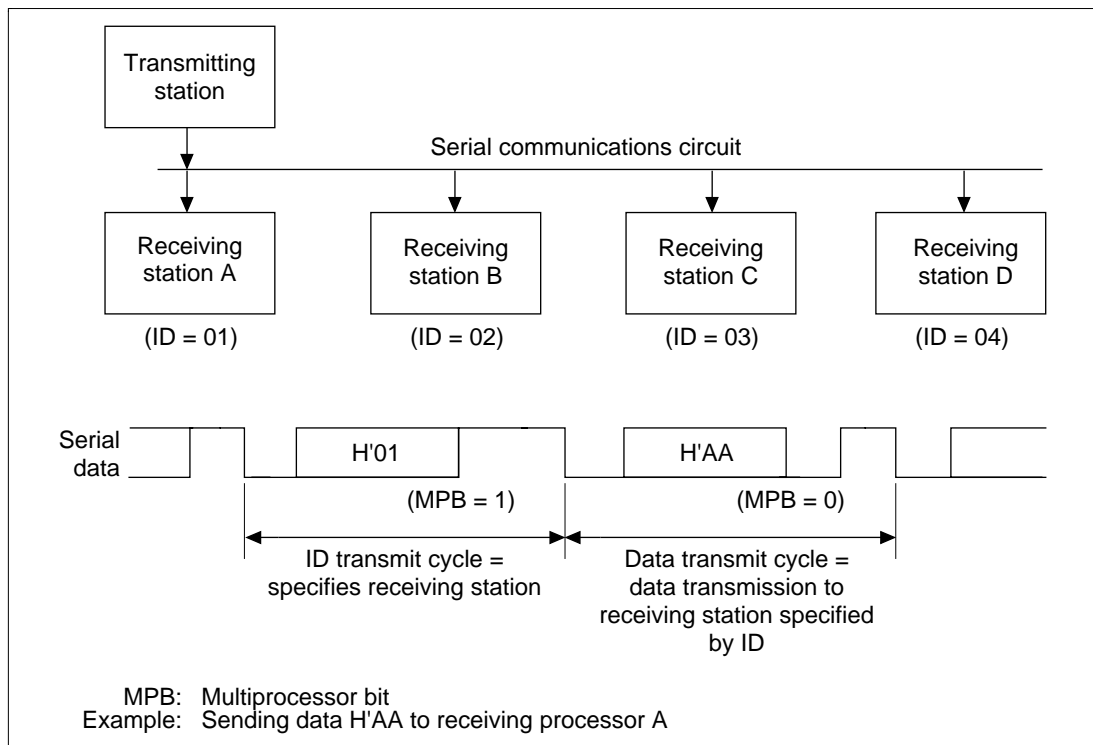 Transmitting
station
Serial communications circuit
Receiving
station A
Receiving
station B
Receiving
station C
Receiving
station D
(ID = 01)
(ID = 02)
(ID = 03)
(ID = 04)
Serial
data
H'01
H'AA
(MPB = 1)
(MPB = 0)
ID transmit cycle =
specifies receiving station
Data transmit cycle =
data transmission to
receiving station specified
by ID
MPB: Multiprocessor bit
Example: Sending data H'AA to receiving processor A